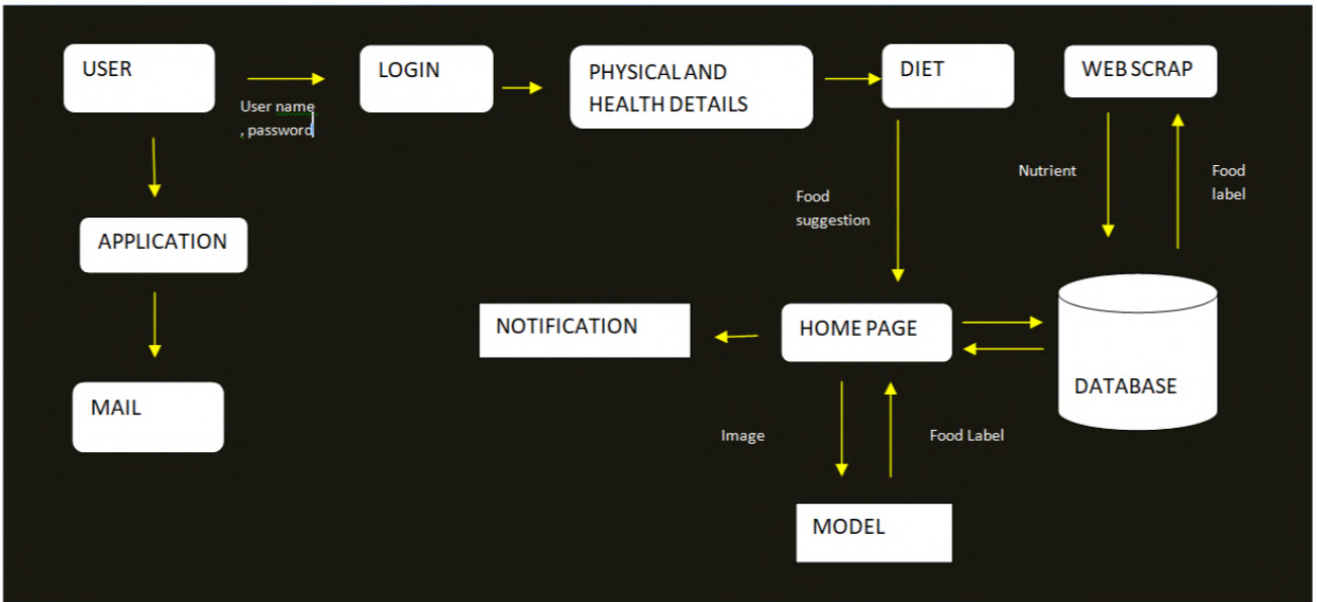 USER
LOGIN
PHYSICAL AND
HEALTH DETAILS
DIET
WEB SCRAP
User name
, password
Nutrient
Food
label
Food
suggestion
APPLICATION
NOTIFICATION
HOME PAGE
DATABASE
MAIL
Image
Food Label
MODEL